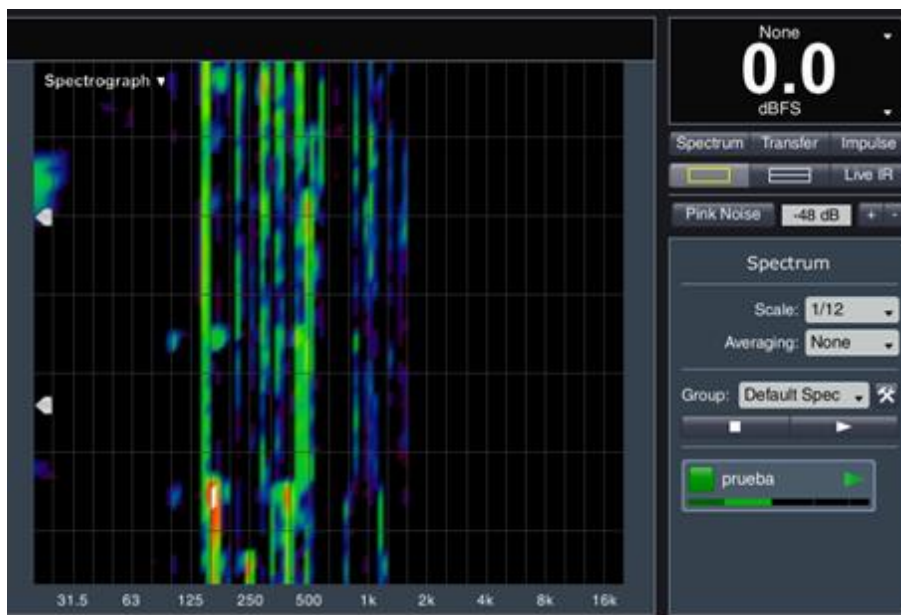 Spectrograph
None
0.0
dBFS
Spectrum Transfer Impulse
Live IR
Pink Noise -48 dB + -
Spectrum
Scale: 1/12
Averaging: None
Group: Default Spec
prueba
31.5 63 125 250 500 1k 2k 4k 8k 16k